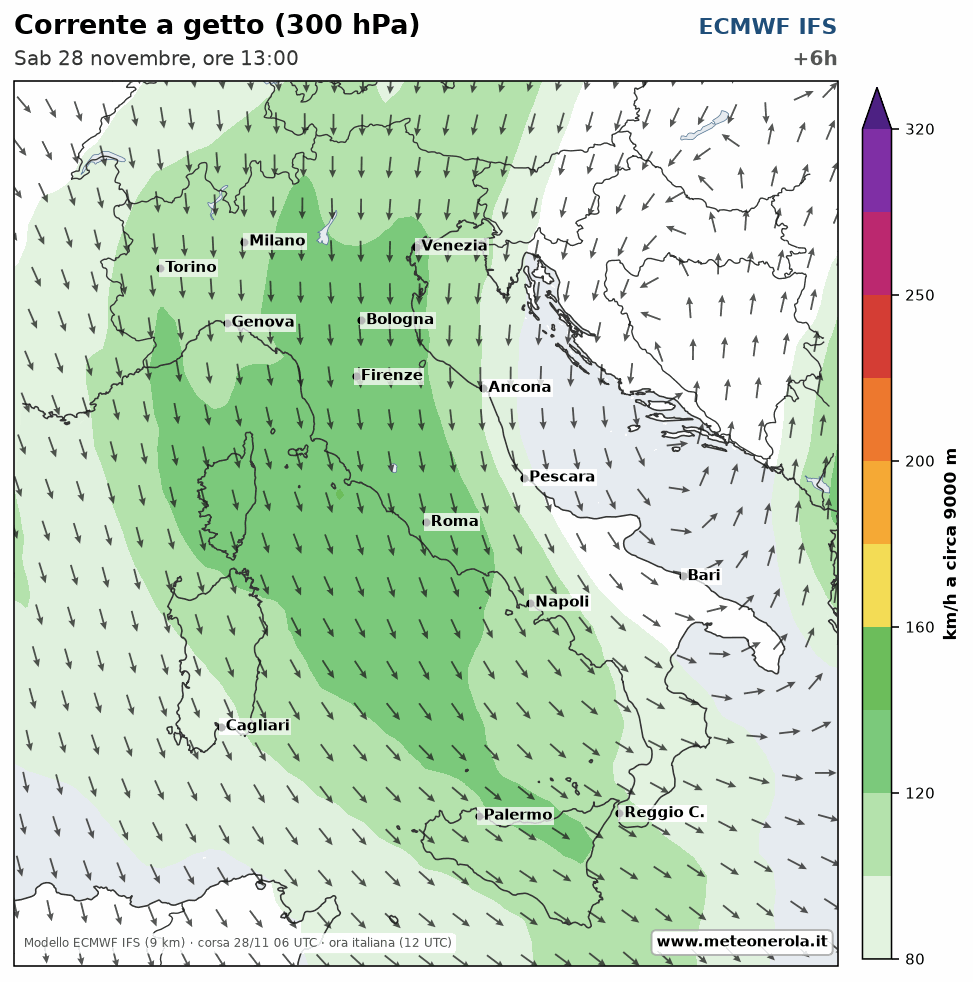 Corrente a getto (300 hPa)
ECMWF IFS
Sab 28 novembre, ore 13:00
+6h
Milano
Venezia
Torino
Genova
Bologna
Firenze
Ancona
Pescara
Roma
Bari
Napoli
Cagliari
Palermo
Reggio C.
320
250
200
160
120
80
km/h a circa 9000 m
Modello ECMWF IFS (9 km) · corsa 28/11 06 UTC · ora italiana (12 UTC)
www.meteonerola.it